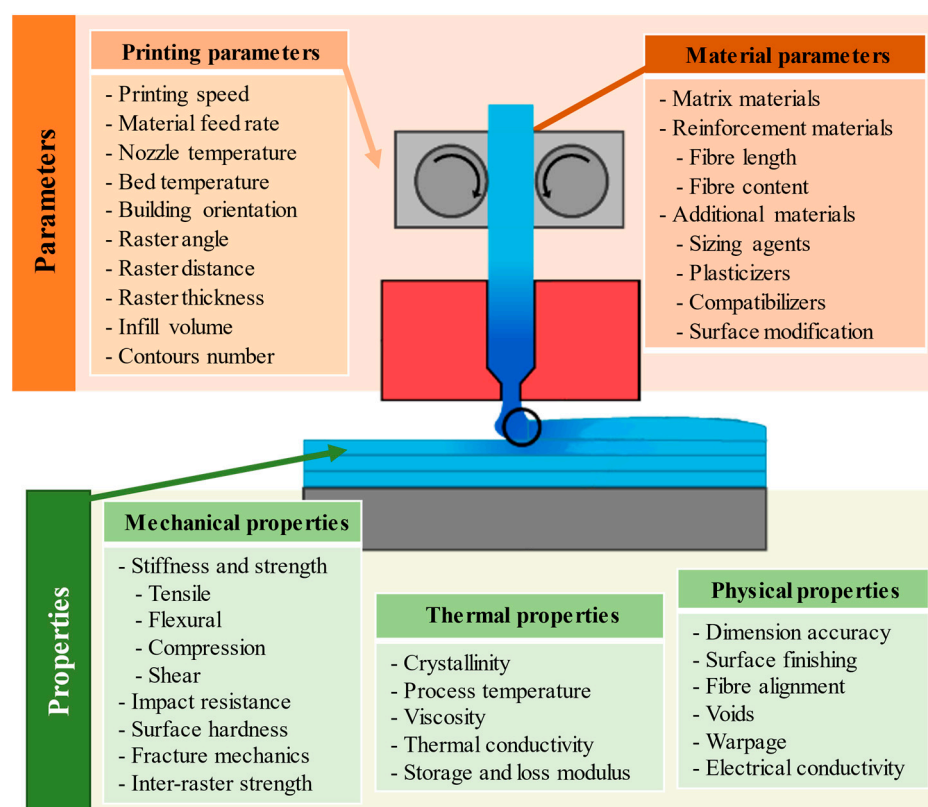 Parameters
Printing parameters
- Printing speed
- Material feed rate
- Nozzle temperature
- Bed temperature
- Building orientation
- Raster angle
- Raster distance
- Raster thickness
- Infill volume
- Contours number
Material parameters
- Matrix materials
- Reinforcement materials
- Fibre length
- Fibre content
- Additional materials
- Sizing agents
- Plasticizers
- Compatibilizers
- Surface modification
Properties
Mechanical properties
- Stiffness and strength
- Tensile
- Flexural
- Compression
- Shear
- Impact resistance
- Surface hardness
- Fracture mechanics
- Inter-raster strength
Thermal properties
- Crystallinity
- Process temperature
- Viscosity
- Thermal conductivity
- Storage and loss modulus
Physical properties
- Dimension accuracy
- Surface finishing
- Fibre alignment
- Voids
- Warpage
- Electrical conductivity